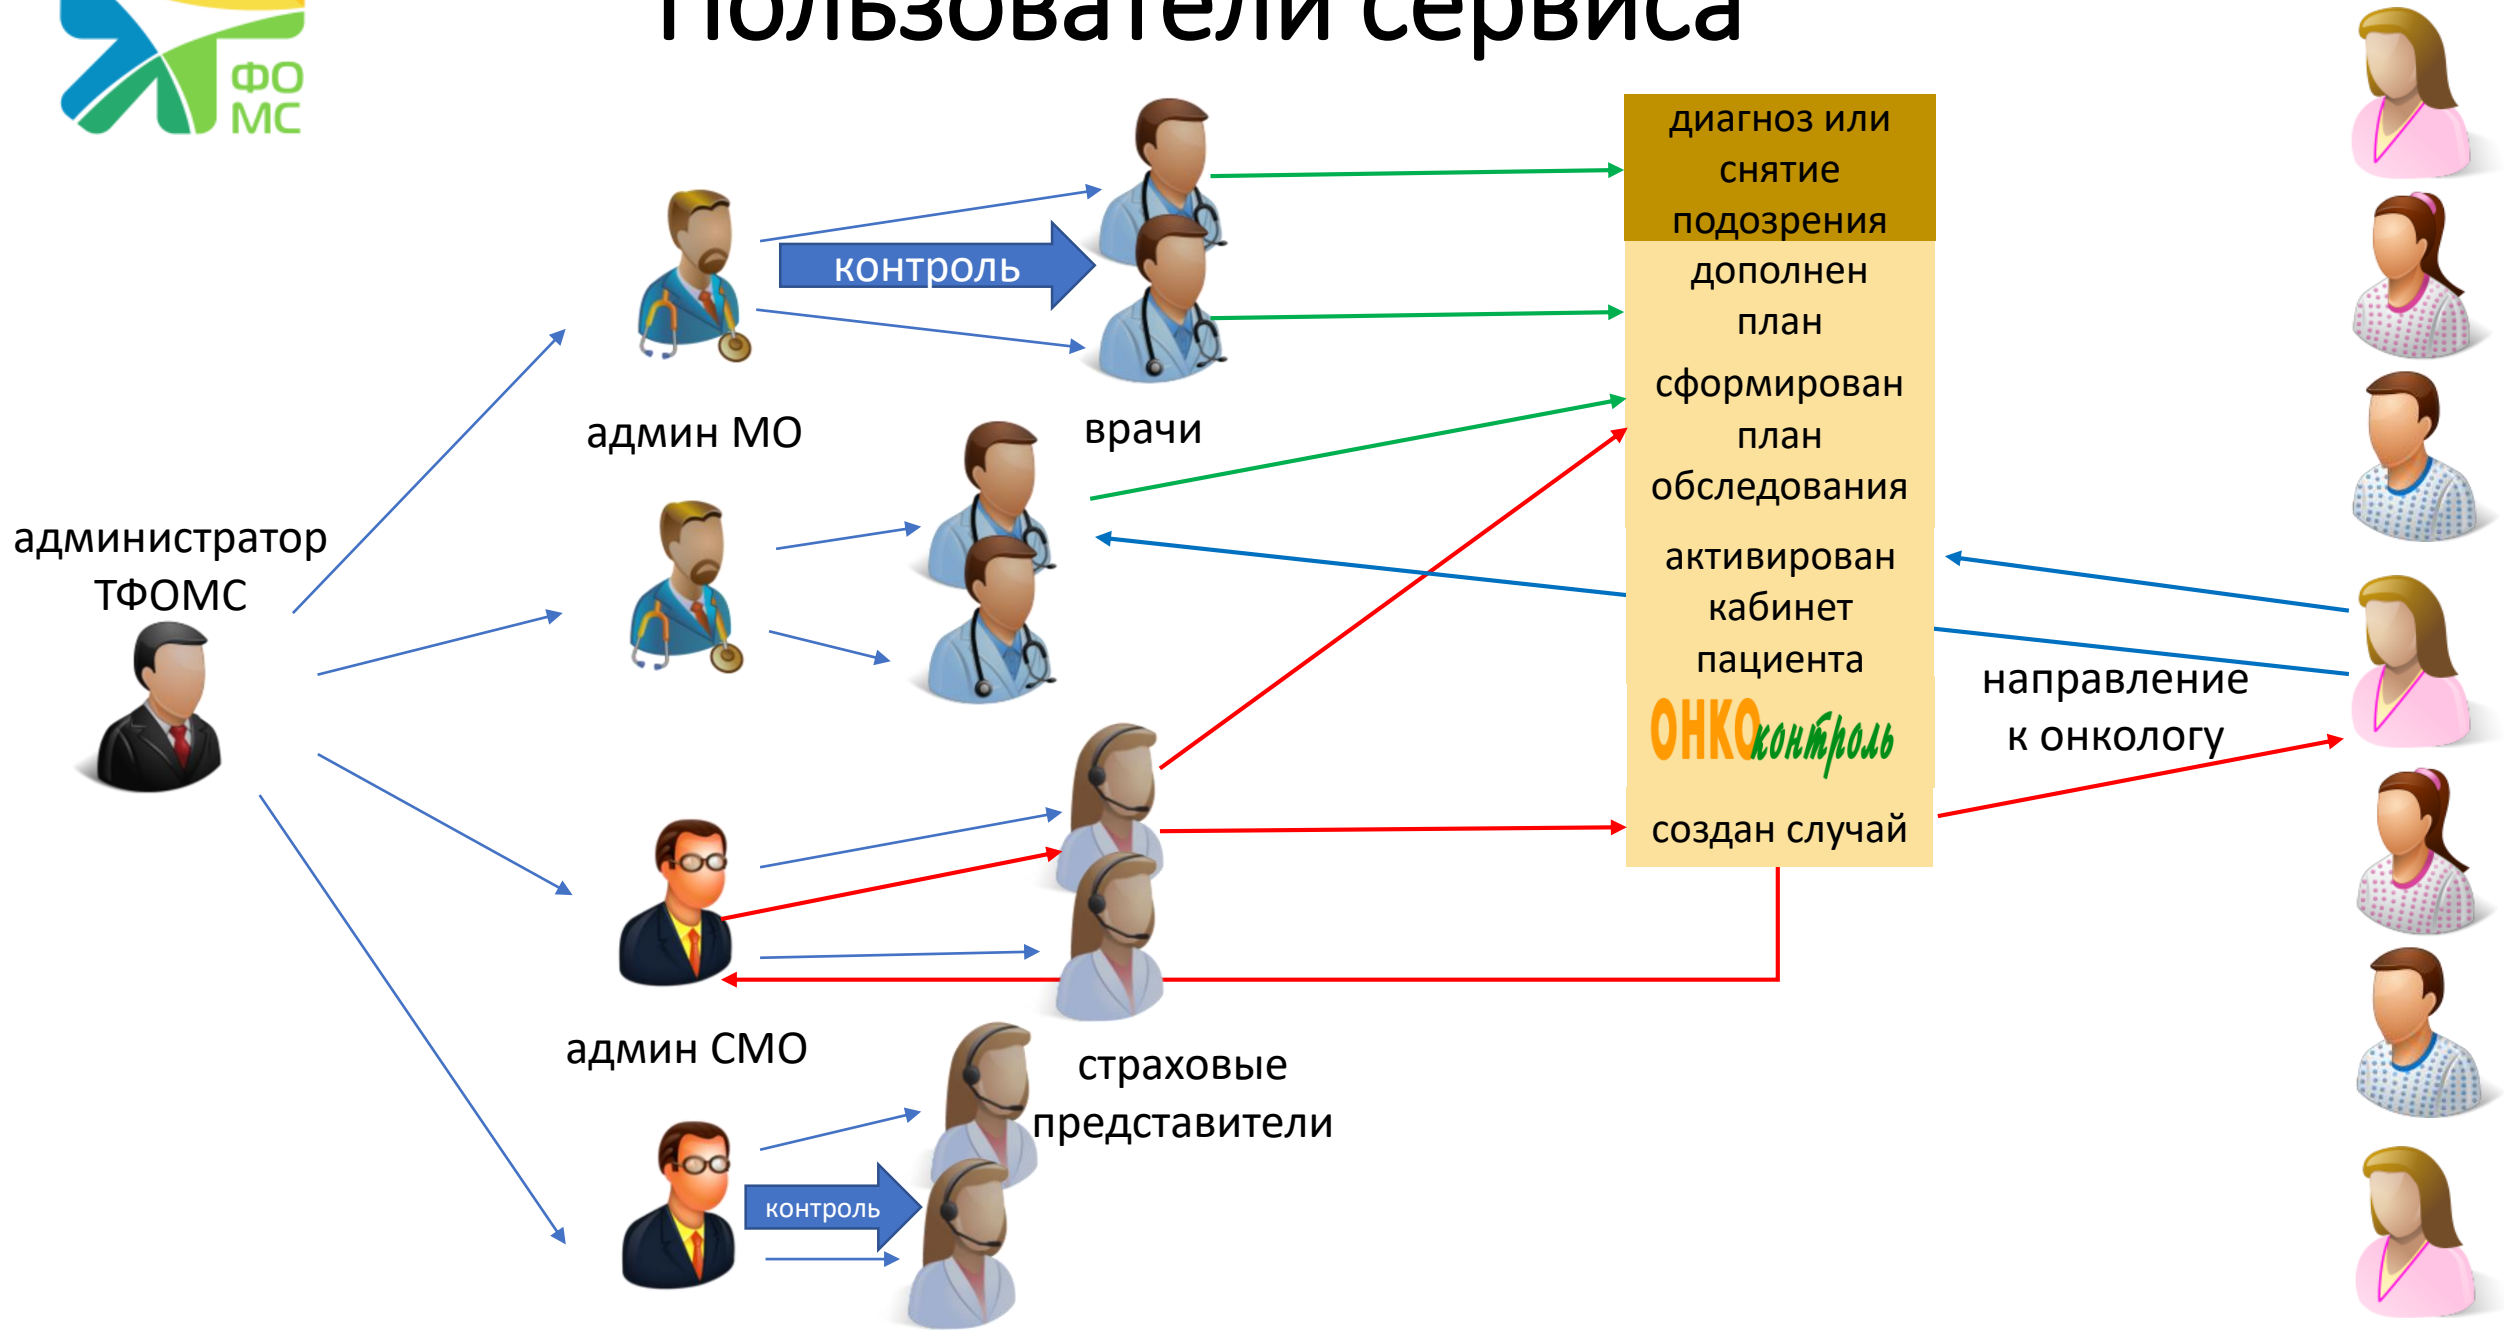 Пользователи сервиса
ФО
МС
диагноз или
снятие
подозрения
контроль
дополнен
план
админ МО
врачи
сформирован
план
обследования
администратор
ТФОМС
активирован
кабинет
пациента
направление
к онкологу
ОНКОконтроль
создан случай
админ СМО
страховые
представители
контроль